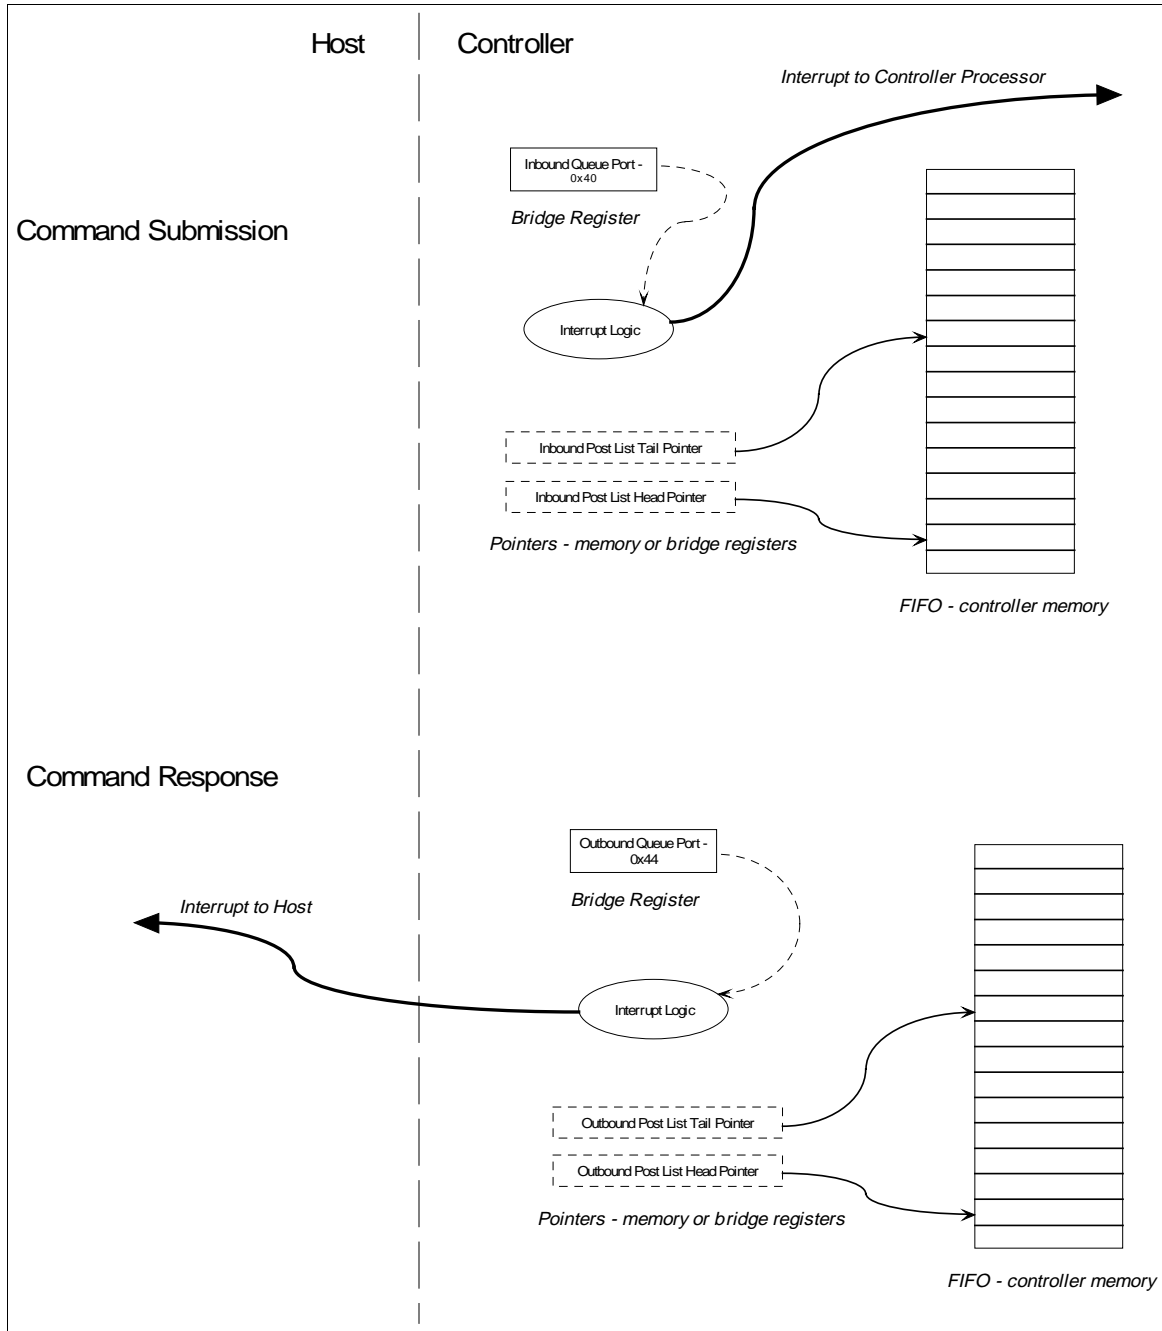 Host
Controller
Interrupt to Controller Processor
Inbound Queue Port -
0x40
Bridge Register
Command Submission
Interrupt Logic
Inbound Post List Tail Pointer
Inbound Post List Head Pointer
Pointers - memory or bridge registers
FIFO - controller memory
Command Response
Outbound Queue Port -
0x44
Bridge Register
Interrupt to Host
Interrupt Logic
Outbound Post List Tail Pointer
Outbound Post List Head Pointer
Pointers - memory or bridge registers
FIFO - controller memory